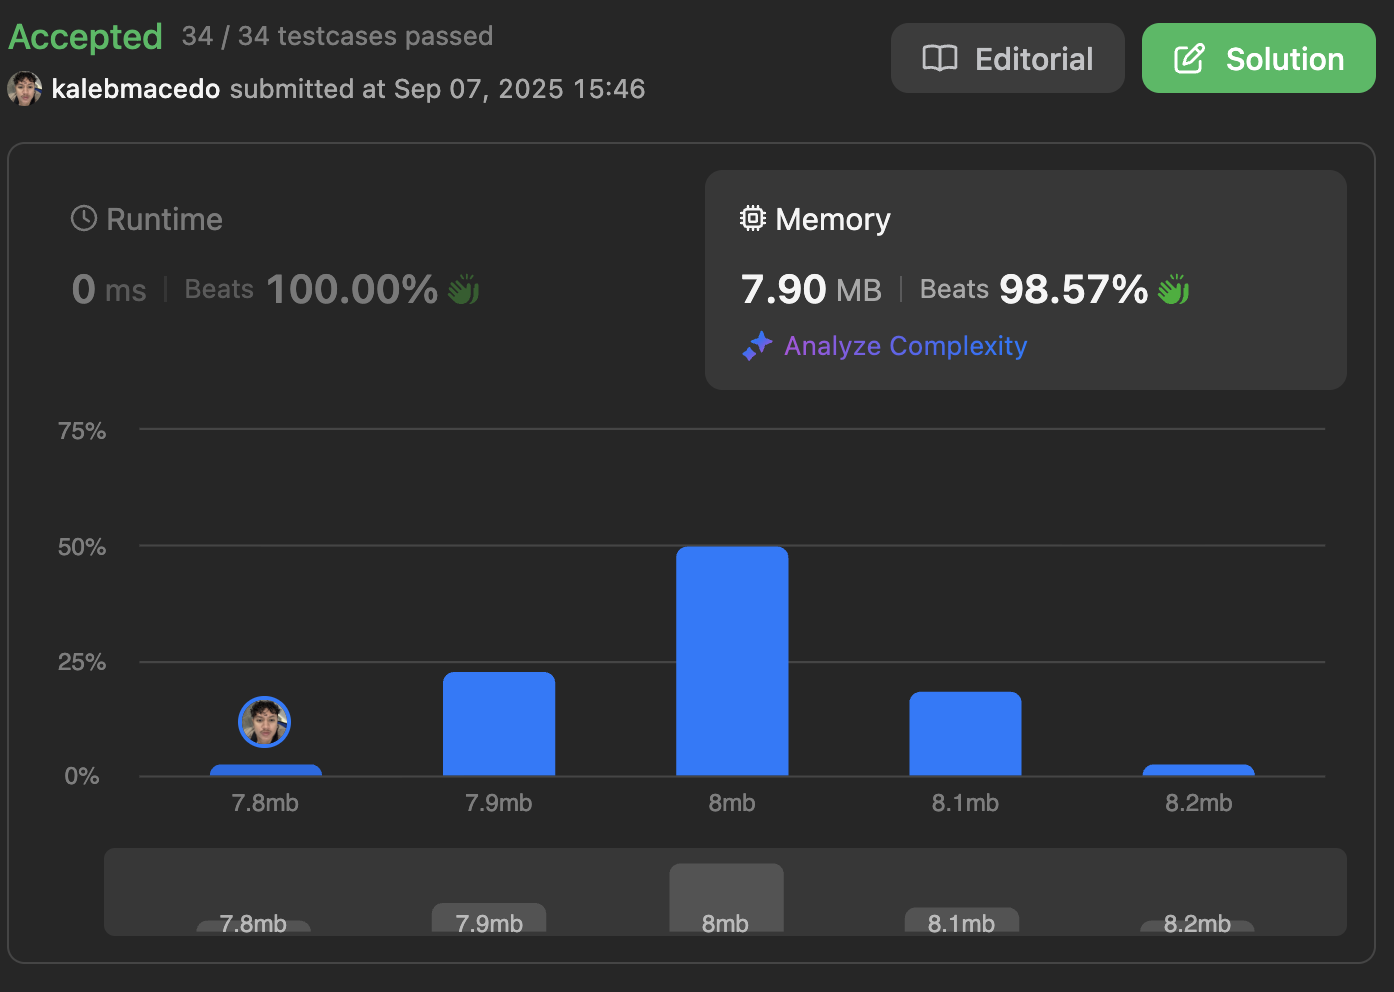 Accepted 34 / 34 testcases passed
kalebmacedo submitted at Sep 07, 2025 15:46
Editorial
Solution
Runtime
0 ms | Beats 100.00%
Memory
7.90 MB | Beats 98.57%
Analyze Complexity
75%
50%
25%
0%
7.8mb 7.9mb 8mb 8.1mb 8.2mb
7.8mb 7.9mb 8mb 8.1mb 8.2mb